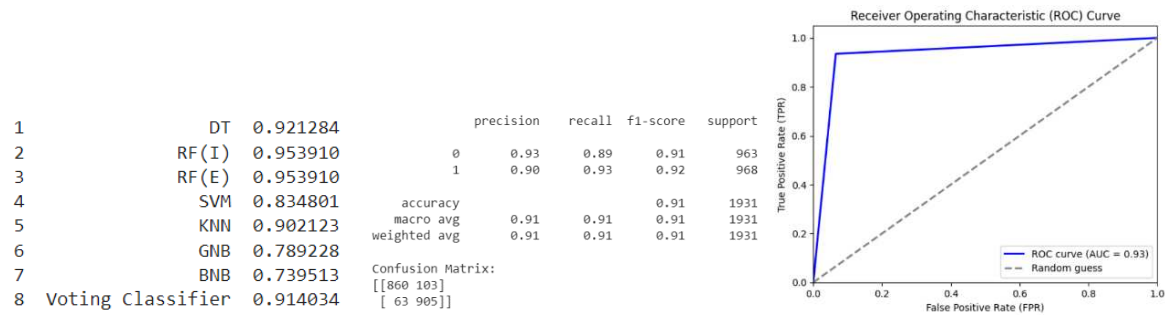 1 DT 0.921284
2 RF(I) 0.953910
3 RF(E) 0.953910
4 SVM 0.834801
5 KNN 0.902123
6 GNB 0.789228
7 BNB 0.739513
8 Voting Classifier 0.914034
precision recall f1-score support
0 0.93 0.89 0.91 963
1 0.90 0.93 0.92 968
accuracy 0.91 1931
macro avg 0.91 0.91 0.91 1931
weighted avg 0.91 0.91 0.91 1931
Confusion Matrix:
[[860 103]
[ 63 905]]
Receiver Operating Characteristic (ROC) Curve
True Positive Rate (TPR)
1.0
0.8
0.6
0.4
0.2
0.0
ROC curve (AUC = 0.93)
Random guess
0.0 0.2 0.4 0.6 0.8 1.0
False Positive Rate (FPR)